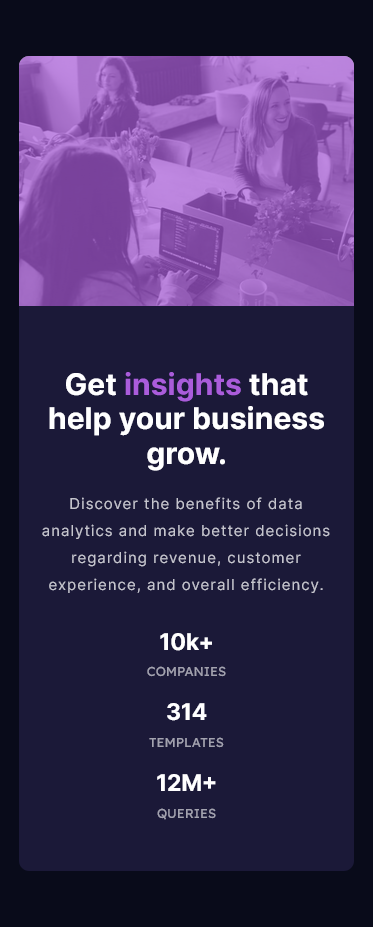 Get insights that
help your business
grow.
Discover the benefits of data
analytics and make better decisions
regarding revenue, customer
experience, and overall efficiency.
10k+
COMPANIES
314
TEMPLATES
12M+
QUERIES